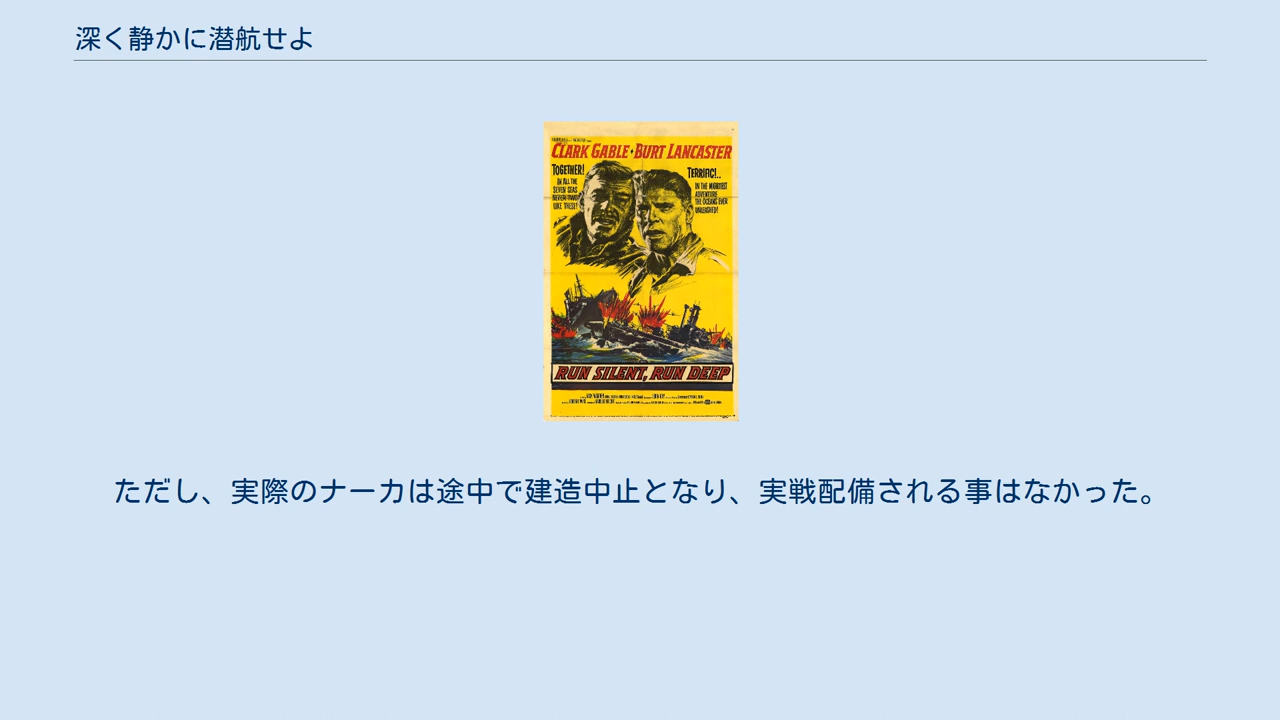 深く静かに潜航せよ
CLARK GABLE・BURT LANCASTER
TOGETHER!
IN ALL THE
SEVEN SEAS
LIKE THESE!
TERRIFIC!..
IN THE MIGHTIEST
ADVENTURE
THE OCEANS EVER
UNLEASHED!
RUN SILENT, RUN DEEP
ただし、実際のナーカは途中で建造中止となり、実戦配備される事はなかった。